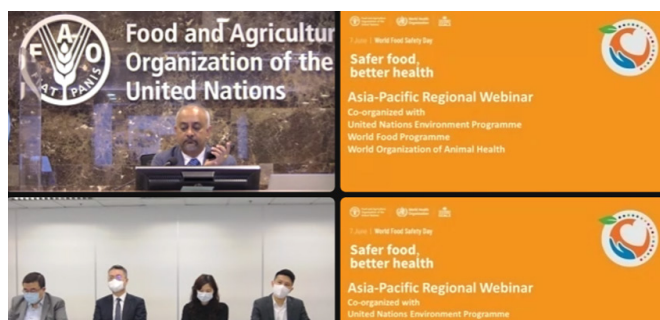 FAO
AT PANIS
Food and Agricultur
Organization of the
United Nations
7 June | World Food Safety Day
Safer food,
better health
Asia-Pacific Regional Webinar
Co-organized with
United Nations Environment Programme
World Food Programme
World Organization of Animal Health
7 June | World Food Safety Day
Safer food,
better health
Asia-Pacific Regional Webinar
Co-organized with
United Nations Environment Programme